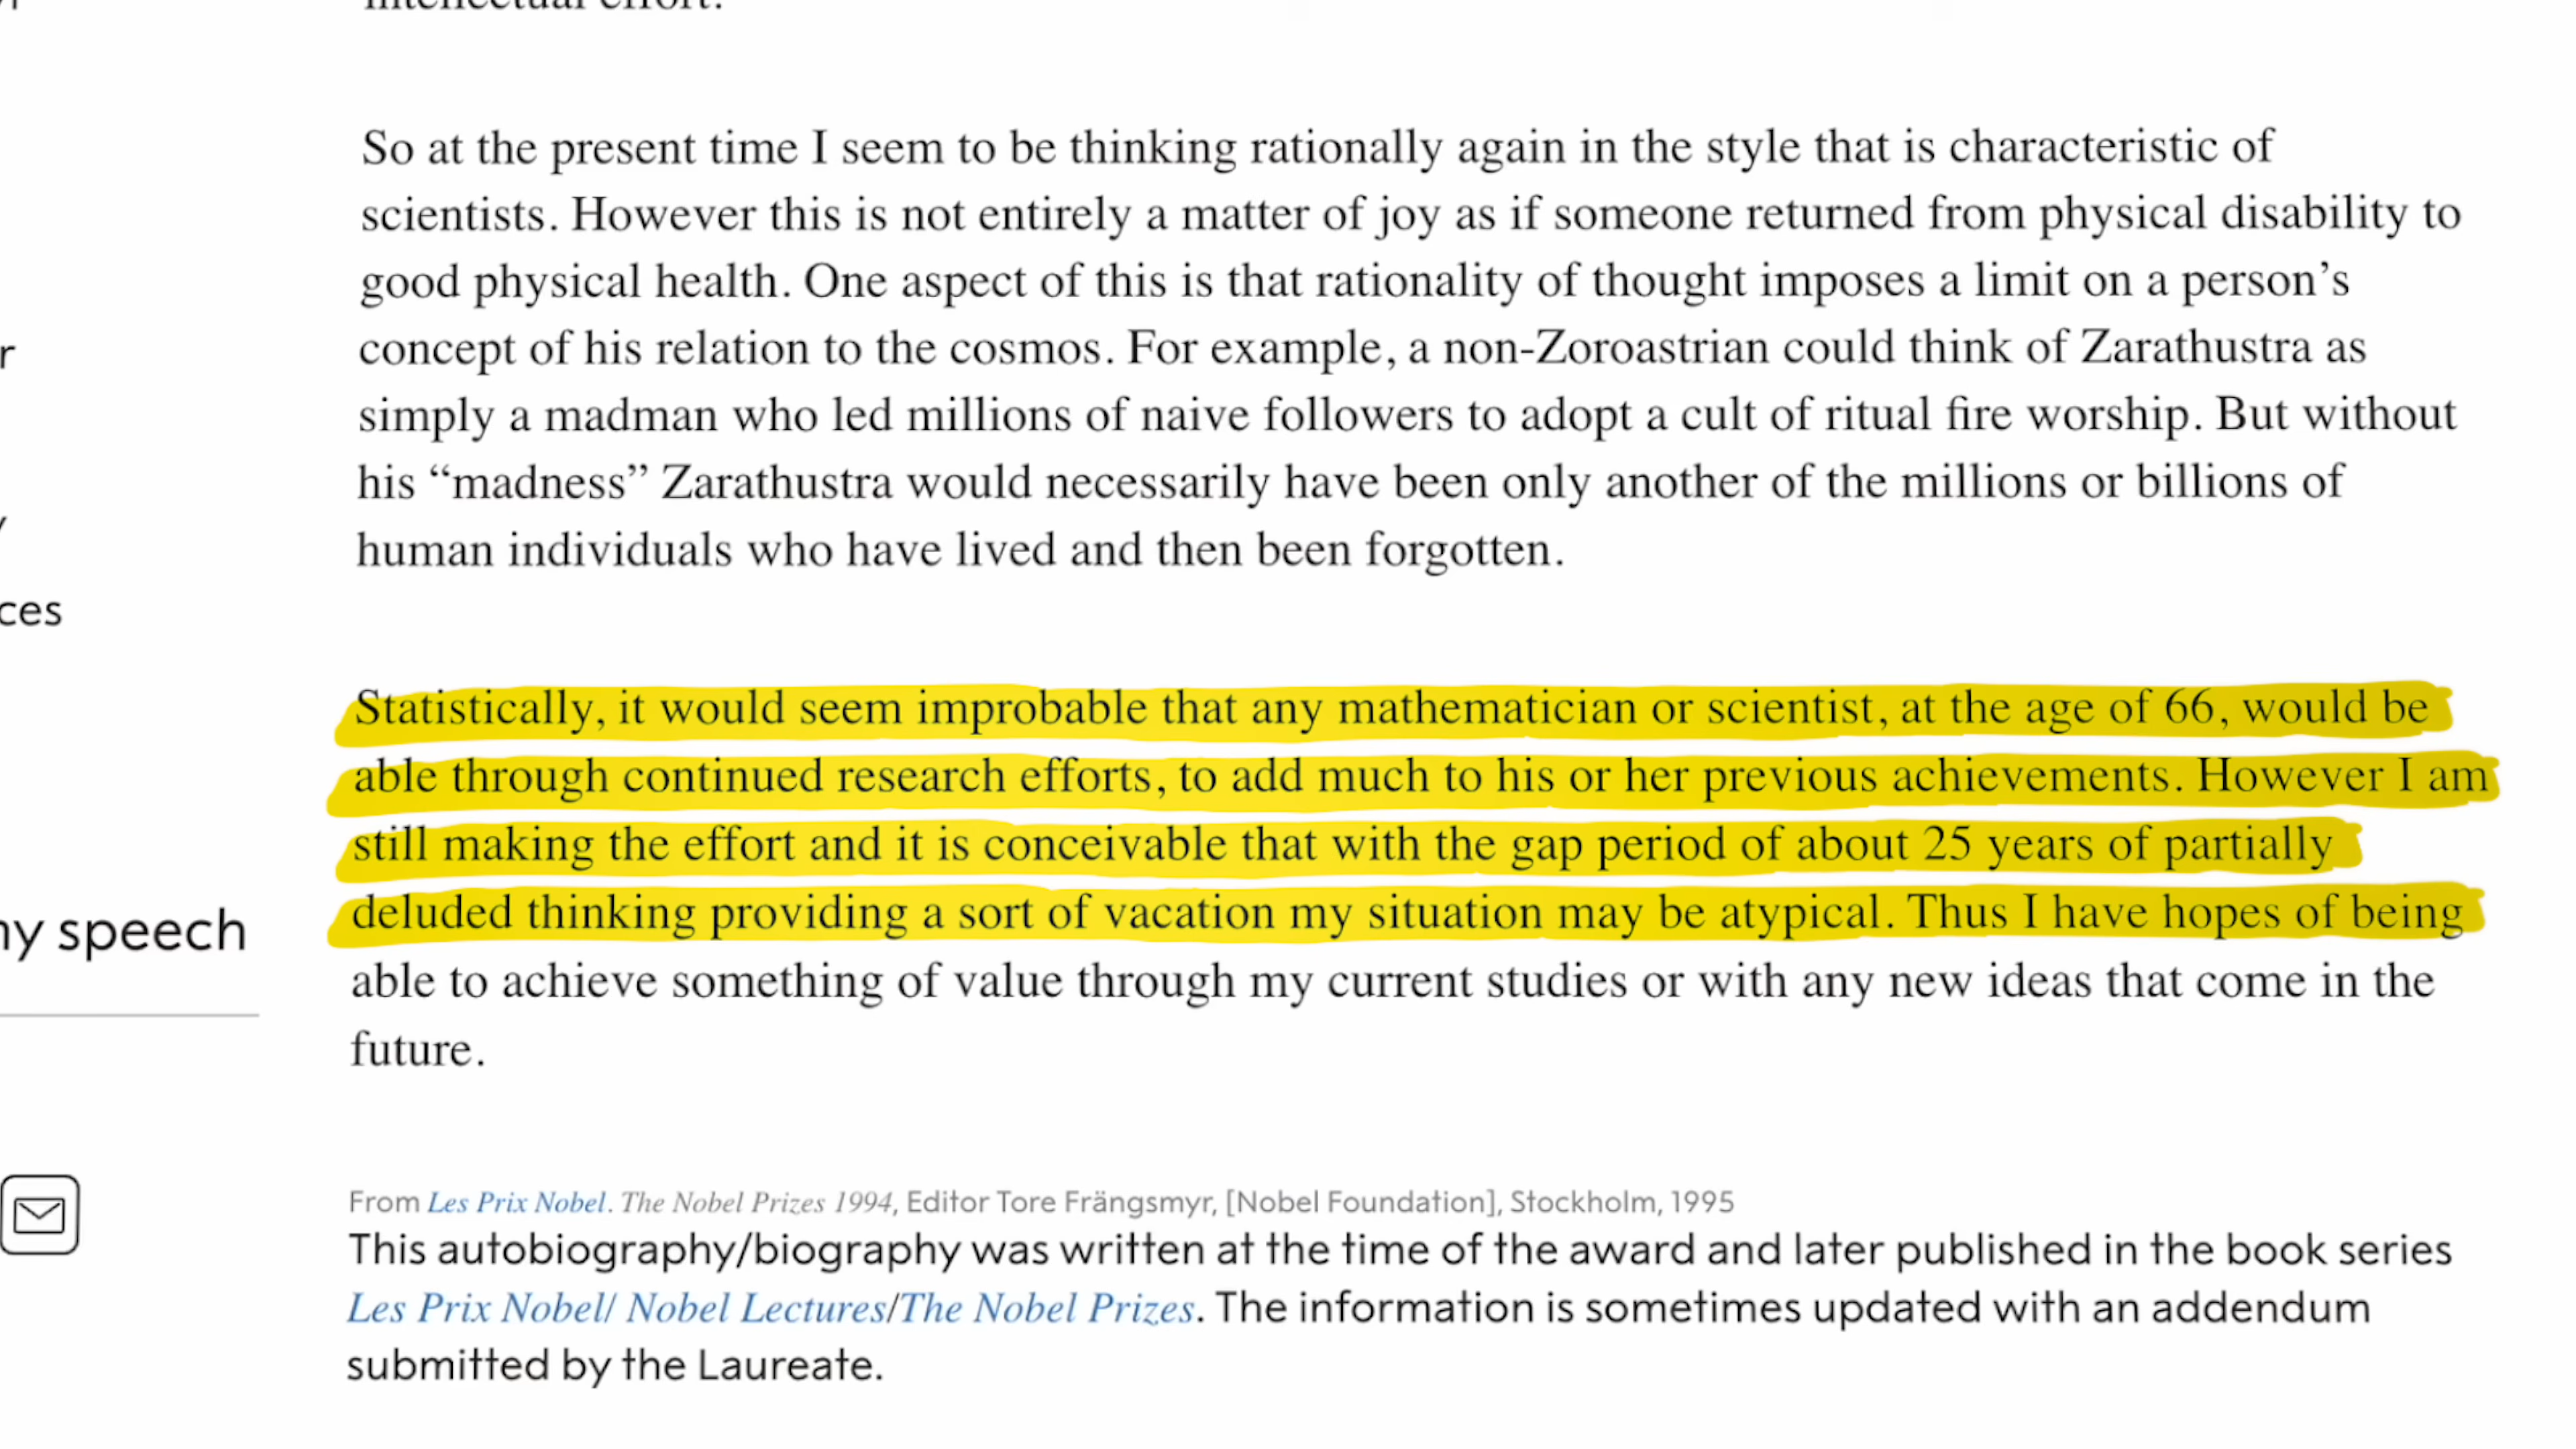 So at the present time I seem to be thinking rationally again in the style that is characteristic of
scientists. However this is not entirely a matter of joy as if someone returned from physical disability to
good physical health. One aspect of this is that rationality of thought imposes a limit on a person’s
concept of his relation to the cosmos. For example, a non-Zoroastrian could think of Zarathustra as
simply a madman who led millions of naive followers to adopt a cult of ritual fire worship. But without
his “madness” Zarathustra would necessarily have been only another of the millions or billions of
human individuals who have lived and then been forgotten.
ces
Statistically, it would seem improbable that any mathematician or scientist, at the age of 66, would be
able through continued research efforts, to add much to his or her previous achievements. However I am
still making the effort and it is conceivable that with the gap period of about 25 years of partially
deluded thinking providing a sort of vacation my situation may be atypical. Thus I have hopes of being
able to achieve something of value through my current studies or with any new ideas that come in the
future.
speech
From Les Prix Nobel. The Nobel Prizes 1994, Editor Tore Frängsmyr, [Nobel Foundation], Stockholm, 1995
This autobiography/biography was written at the time of the award and later published in the book series
Les Prix Nobel/ Nobel Lectures/The Nobel Prizes. The information is sometimes updated with an addendum
submitted by the Laureate.